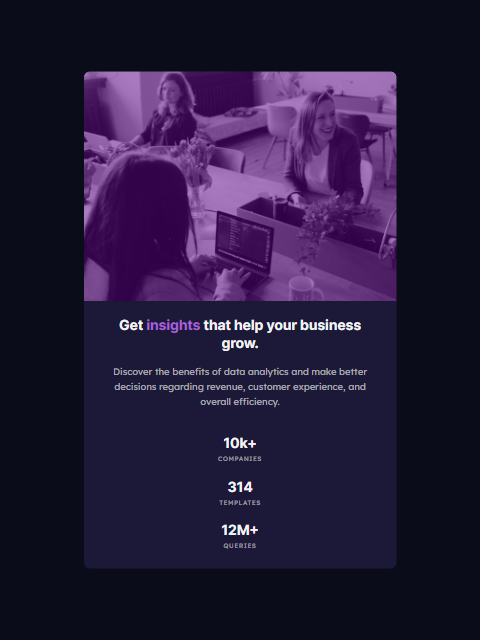 Get insights that help your business
grow.
Discover the benefits of data analytics and make better
decisions regarding revenue, customer experience, and
overall efficiency.
10k+
COMPANIES
314
TEMPLATES
12M+
QUERIES